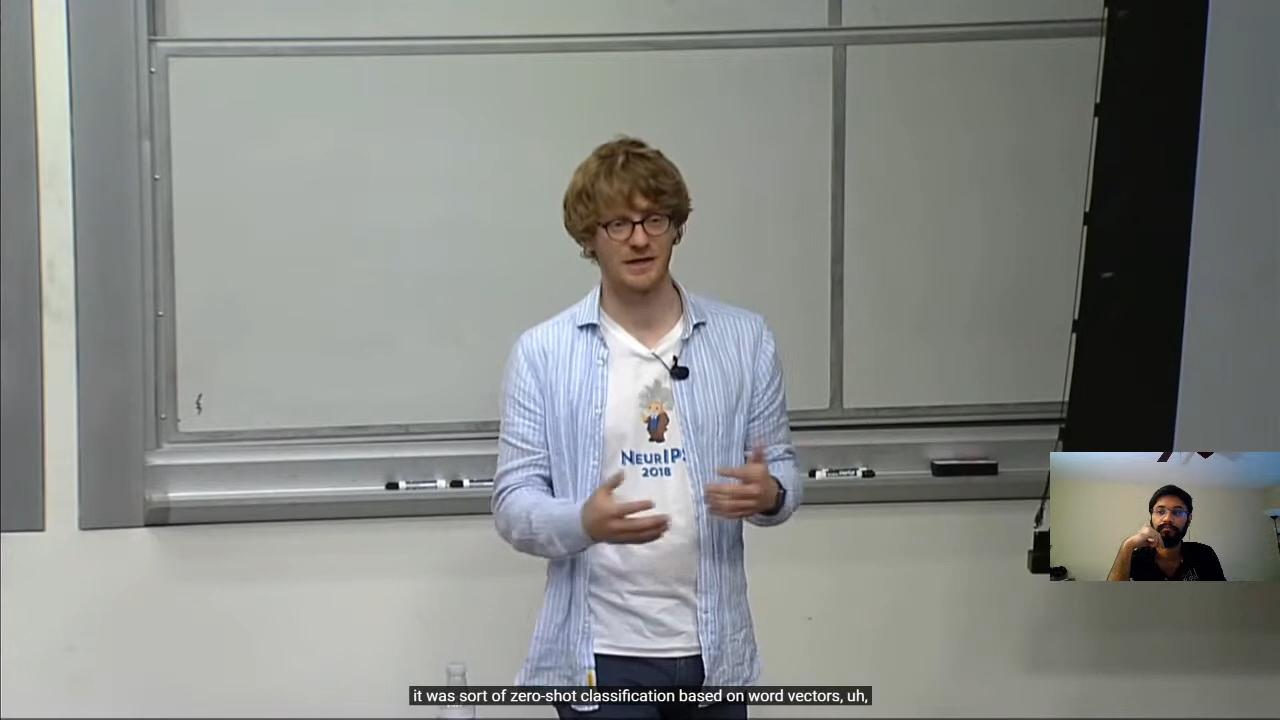 NEURIPS
2018
it was sort of zero-shot classification based on word vectors, uh,